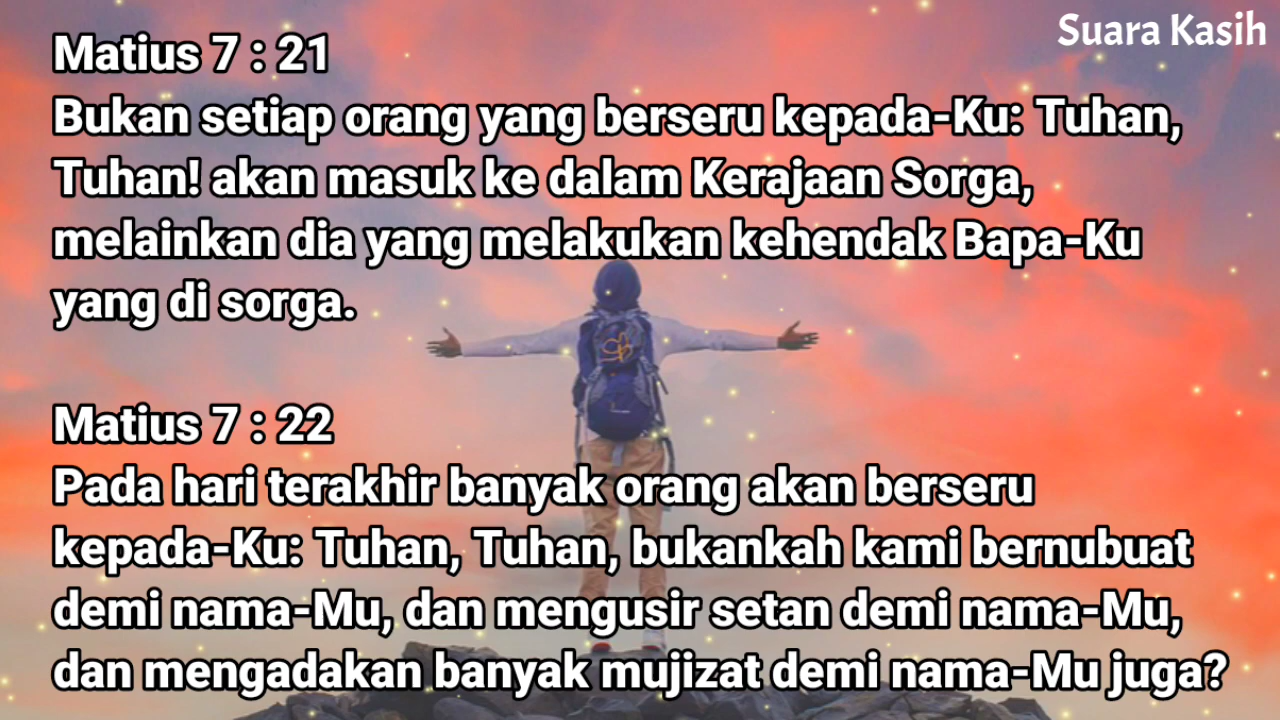 Suara Kasih
Matius 7 : 21
Bukan setiap orang yang berseru kepada-Ku: Tuhan,
Tuhan! akan masuk ke dalam Kerajaan Sorga,
melainkan dia yang melakukan kehendak Bapa-Ku
yang di sorga.
Matius 7 : 22
Pada hari terakhir banyak orang akan berseru
kepada-Ku: Tuhan, Tuhan, bukankah kami bernubuat
demi nama-Mu, dan mengusir setan demi nama-Mu,
dan mengadakan banyak mujizat demi nama-Mu juga?